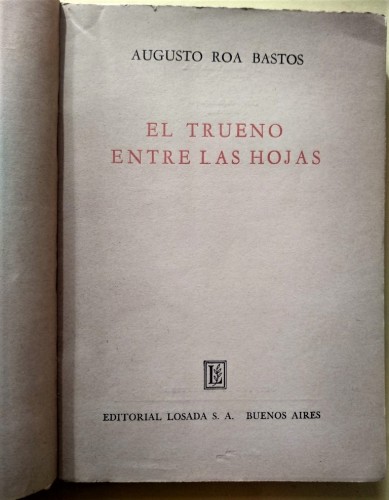 AUGUSTO ROA BASTOS
EL TRUENO
ENTRE LAS HOJAS
L
EDITORIAL LOSADA S. A. BUENOS AIRES